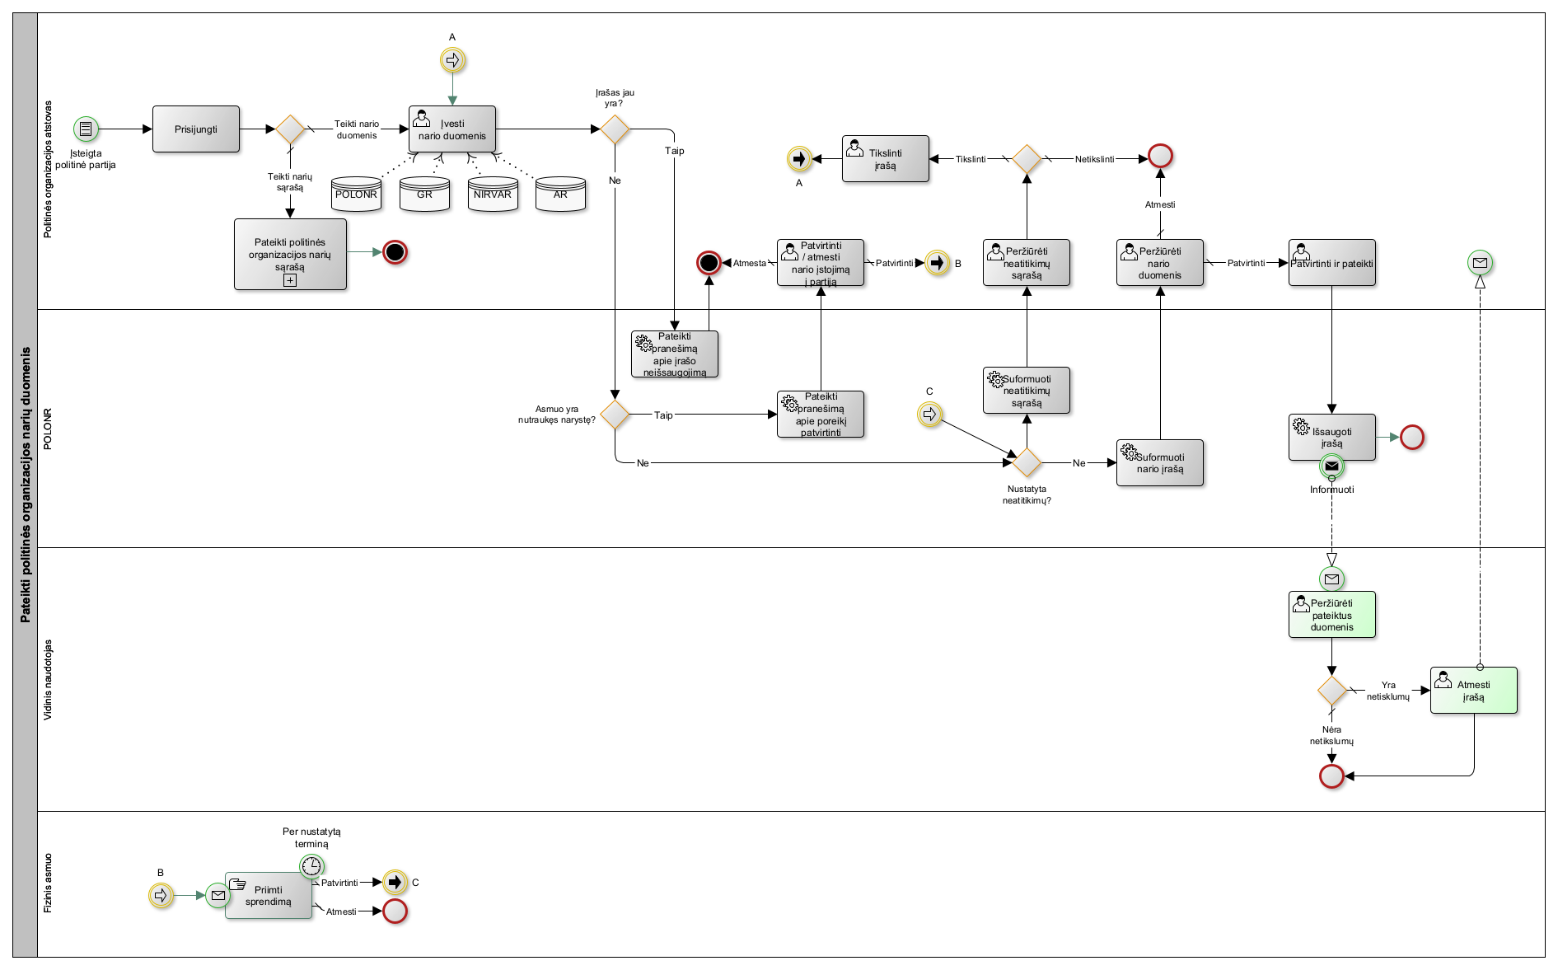 Pateikti politinės organizacijos narių duomenis
Politinės organizacijos atstovas
A
Įsteigta
politinė partija
Prisijungti
Teikti nario
duomenis
Teikti narių
sąrašą
Pateikti politinės
organizacijos narių
sąrašą
Įvesti
nario duomenis
POLONR
GR
NIRVAR
AR
Įrašas jau
yra?
Taip
Ne
A
Tikslinti
įrašą
Tikslinti
Netikslinti
Atmesti
Atmesta
Patvirtinti
/ atmesti
nario įstojimą
į partiją
Patvirtinti
B
Peržiūrėti
neatitikimų
sąrašą
Peržiūrėti
nario
duomenis
Patvirtinti
Patvirtinti ir pateikti
POLONR
Pateikti
pranešimą
apie įrašo
neišsaugojimą
Asmuo yra
nutraukęs narystę?
Taip
Ne
Pateikti
pranešimą
apie poreikį
patvirtinti
C
Suformuoti
neatitikimų
sąrašą
Nustatyta
neatitikimų?
Ne
Suformuoti
nario įrašą
Išsaugoti
įrašą
Informuoti
Vidinis naudotojas
Peržiūrėti
pateiktus
duomenis
Yra
netisklumų
Atmesti
įrašą
Nėra
netikslumų
Fizinis asmuo
B
Per nustatytą
terminą
Priimti
sprendimą
Patvirtinti
C
Atmesti